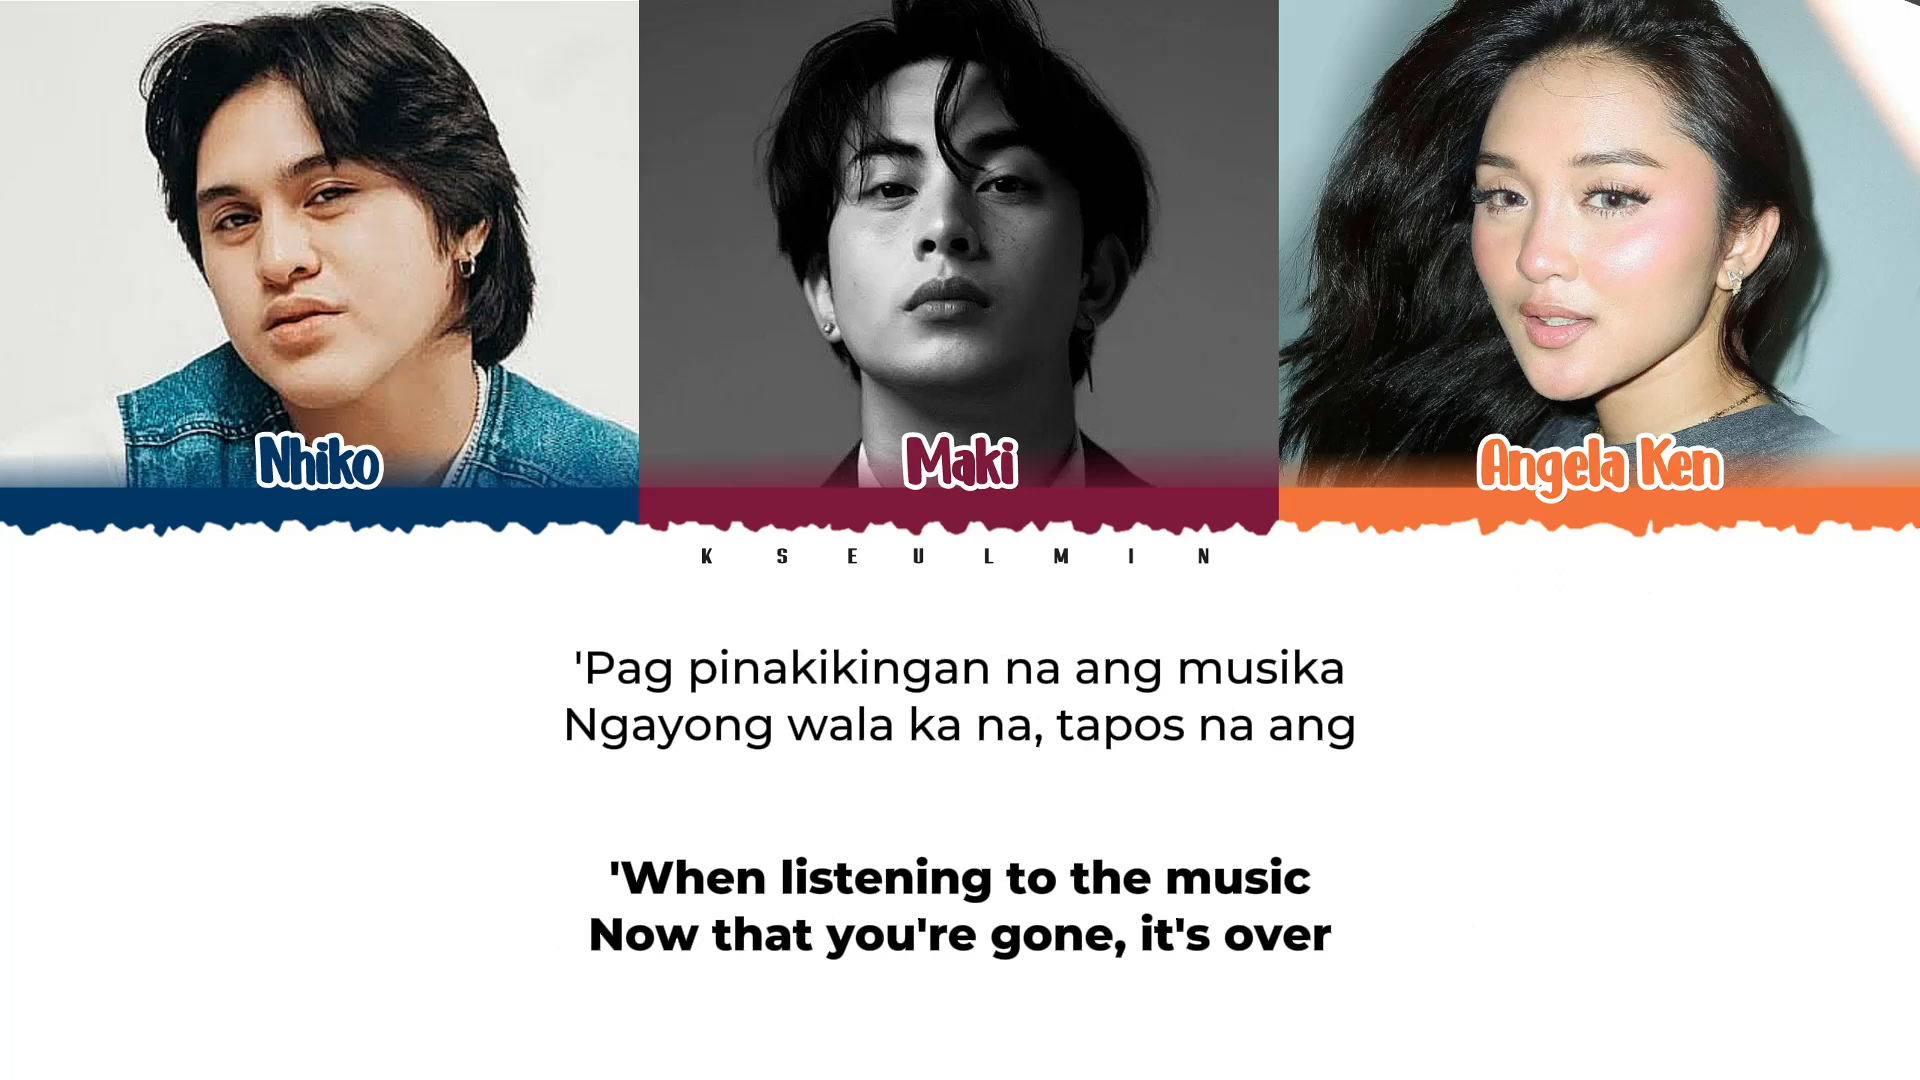 Nhiko
Maki
Angela Ken
KSEULMIN
'Pag pinakikingan na ang musika
Ngayong wala ka na, tapos na ang
'When listening to the music
Now that you're gone, it's over